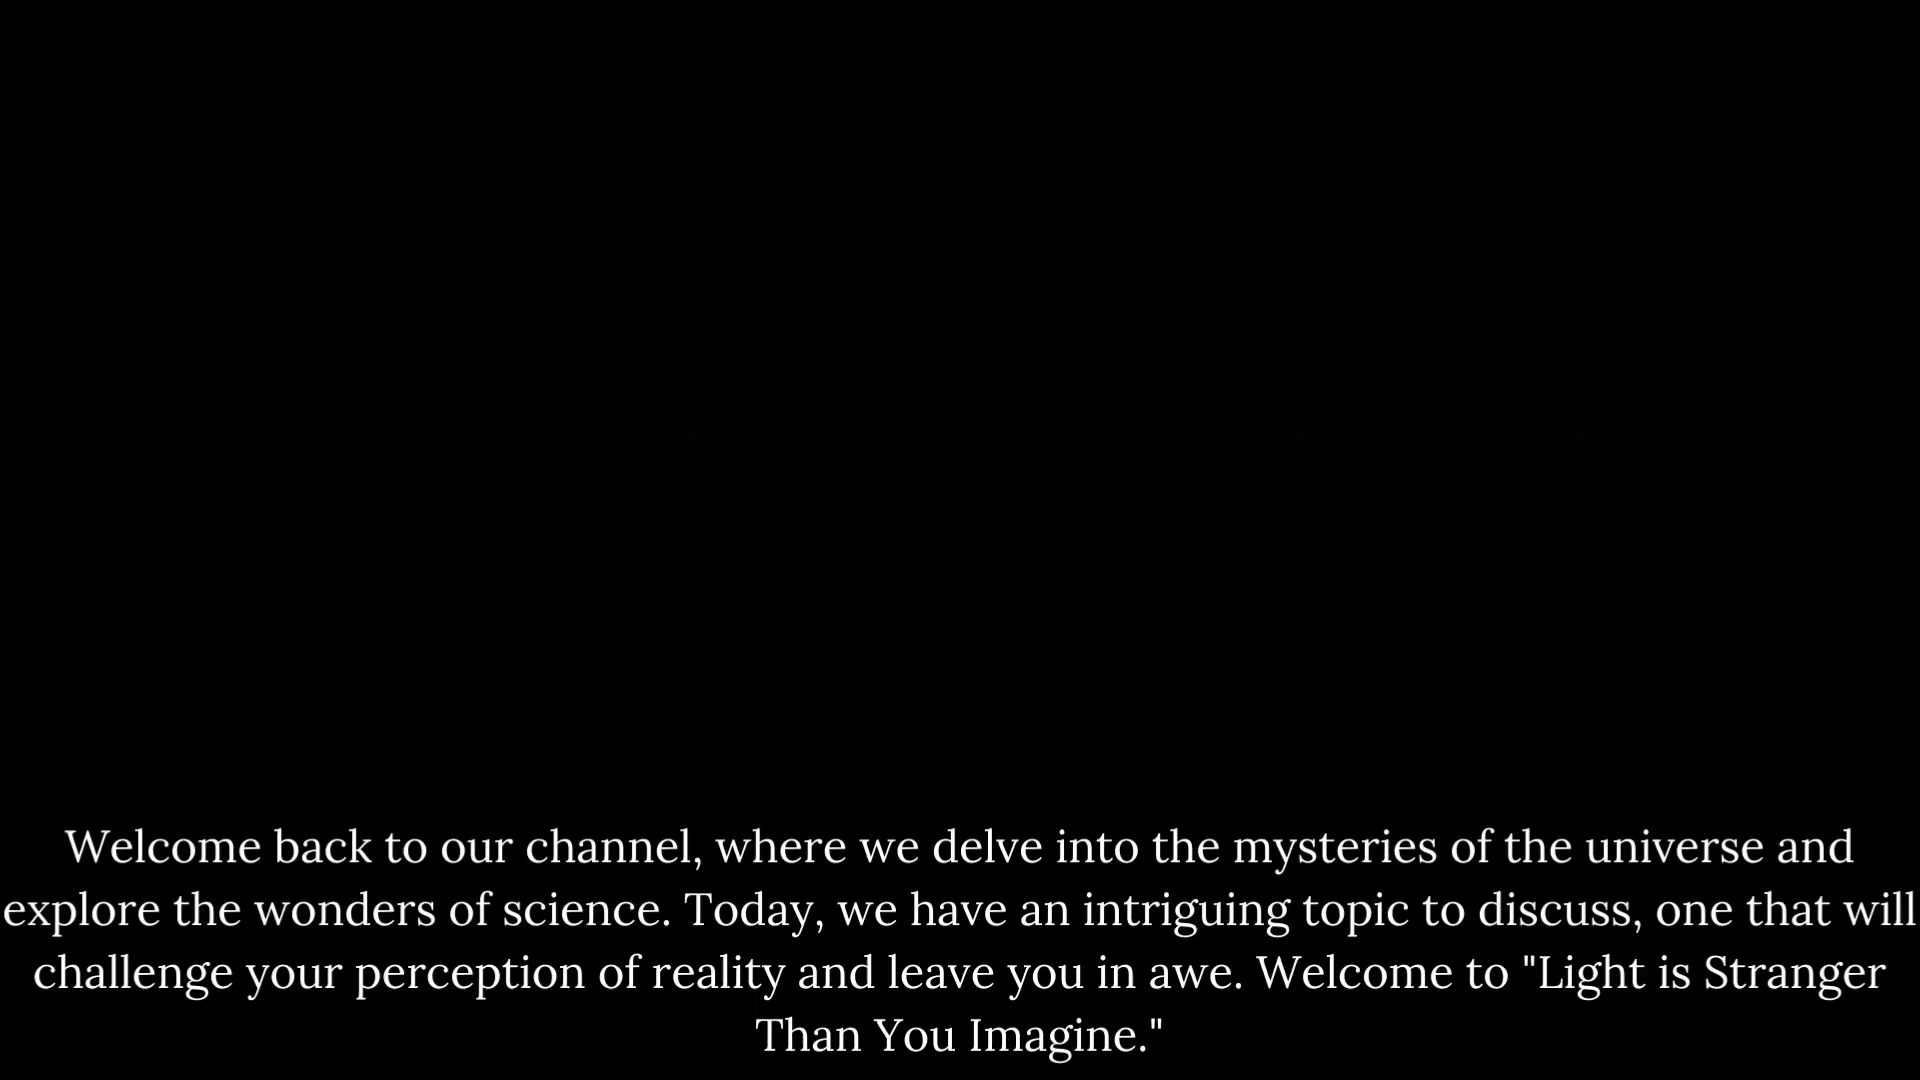 INFORMATION01
Welcome back to our channel, where we delve into the mysteries of the universe and
explore the wonders of science. Today, we have an intriguing topic to discuss, one that will
challenge your perception of reality and leave you in awe. Welcome to "Light is Stranger
Than You Imagine."